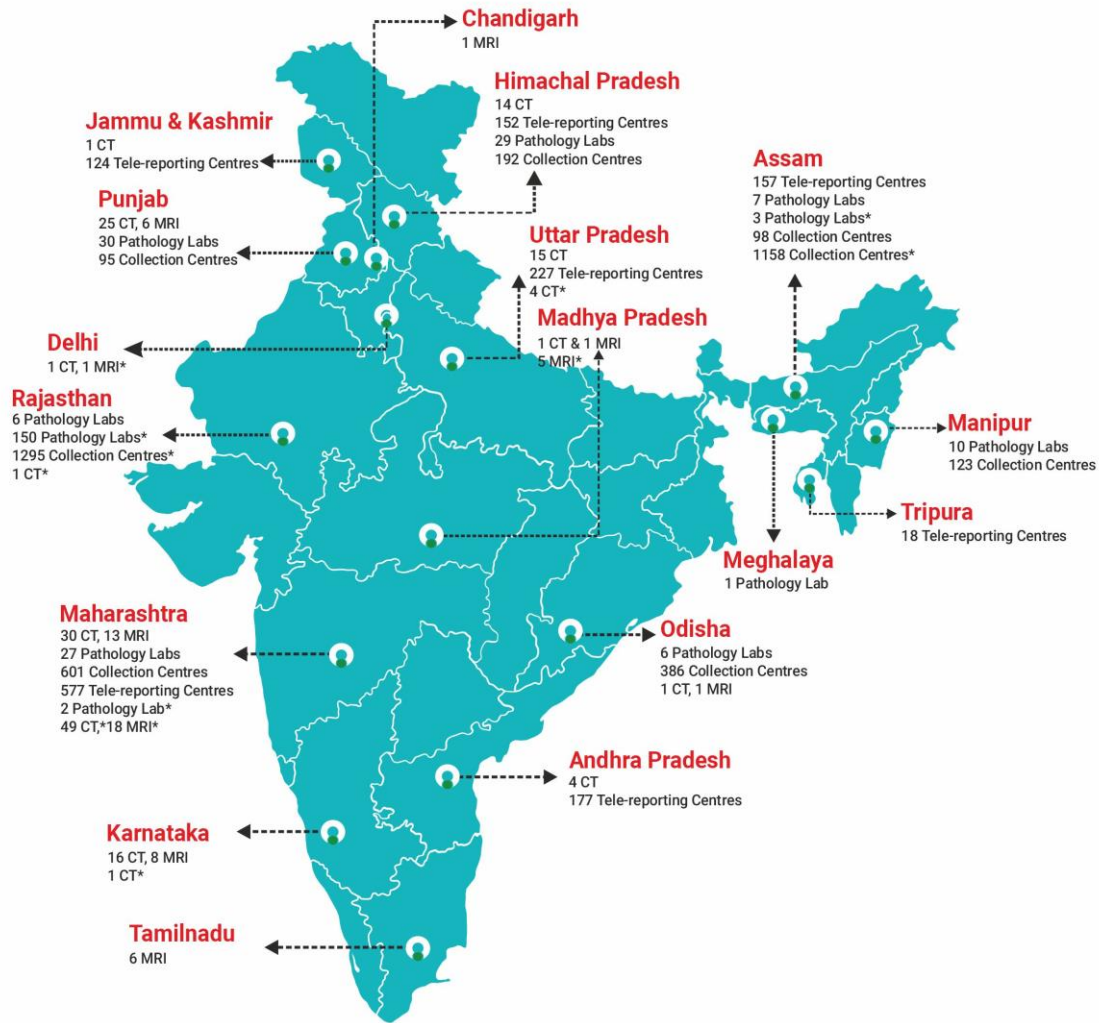 Chandigarh
1 MRI
Himachal Pradesh
14 CT
152 Tele-reporting Centres
29 Pathology Labs
192 Collection Centres
Jammu & Kashmir
1 CT
124 Tele-reporting Centres
Punjab
25 CT, 6 MRI
30 Pathology Labs
95 Collection Centres
Assam
157 Tele-reporting Centres
7 Pathology Labs
3 Pathology Labs*
98 Collection Centres
1158 Collection Centres*
Uttar Pradesh
15 CT
227 Tele-reporting Centres
4 CT*
Madhya Pradesh
1 CT & 1 MRI
5 MRI*
Delhi
1 CT, 1 MRI*
Rajasthan
6 Pathology Labs
150 Pathology Labs*
1295 Collection Centres*
1 CT*
Manipur
10 Pathology Labs
123 Collection Centres
Tripura
18 Tele-reporting Centres
Meghalaya
1 Pathology Lab
Maharashtra
30 CT, 13 MRI
27 Pathology Labs
601 Collection Centres
577 Tele-reporting Centres
2 Pathology Lab*
49 CT,*18 MRI*
Odisha
6 Pathology Labs
386 Collection Centres
1 CT, 1 MRI
Andhra Pradesh
4 CT
177 Tele-reporting Centres
Karnataka
16 CT, 8 MRI
1 CT*
Tamilnadu
6 MRI